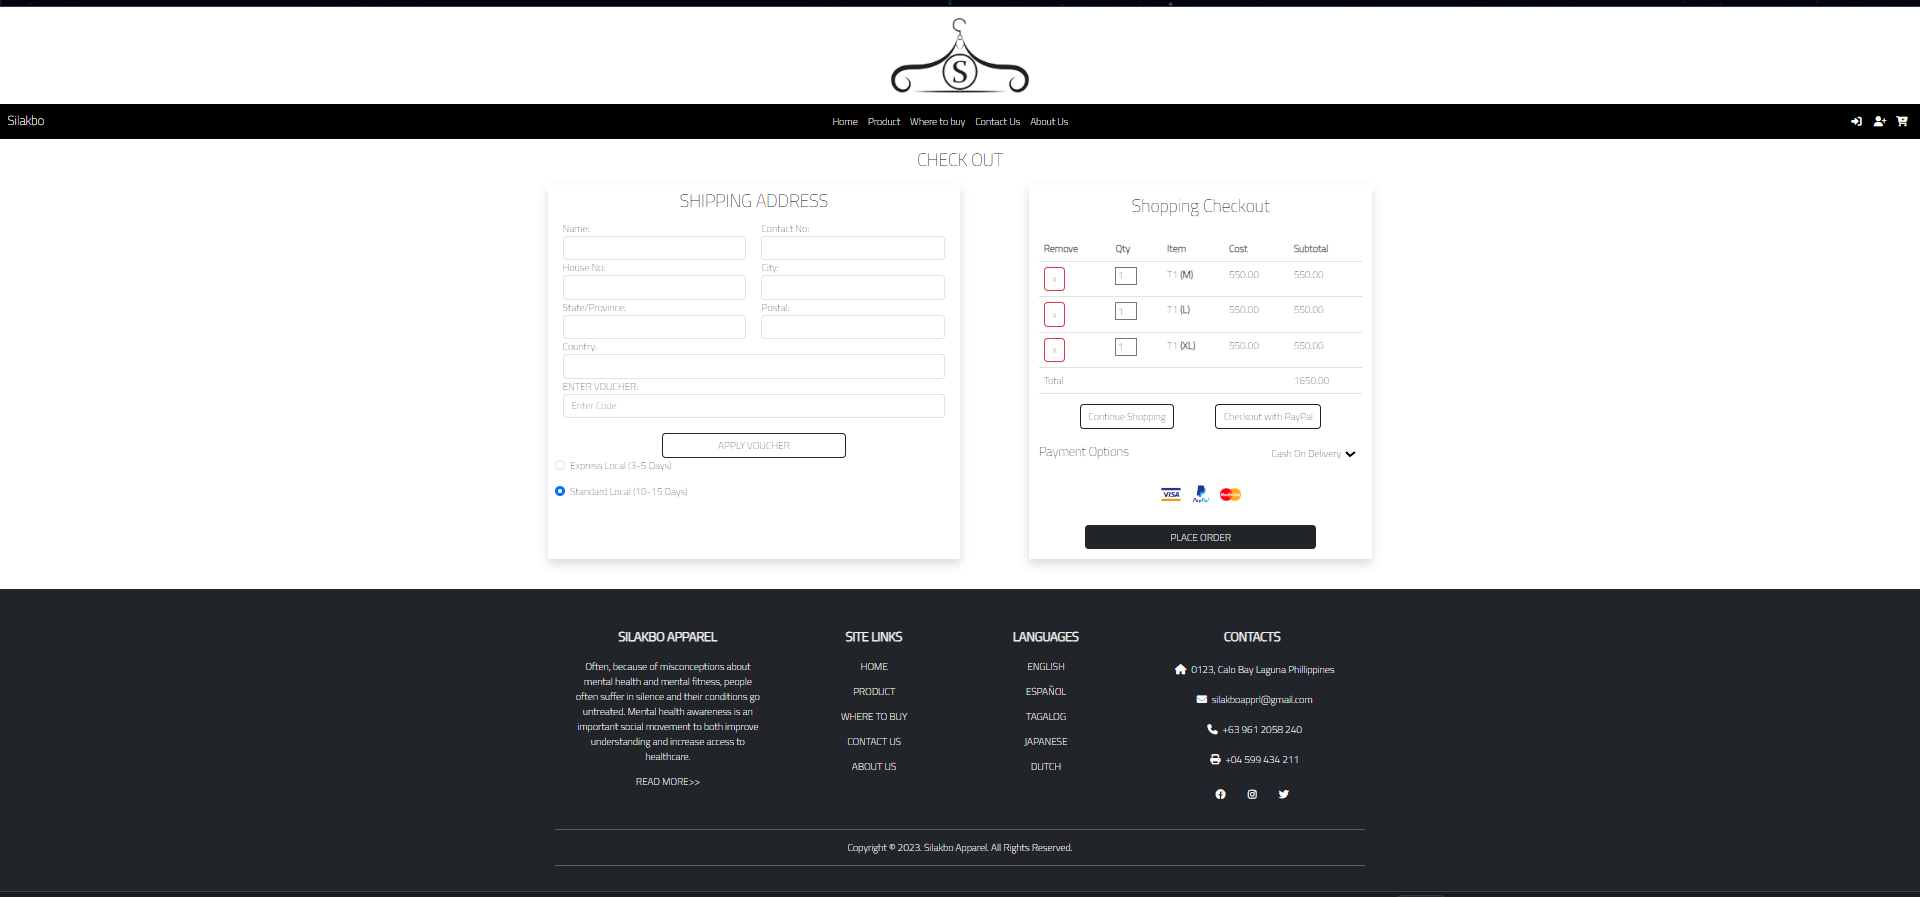 S
Silakbo
Home Product Where to buy Contact Us About Us
CHECK OUT
SHIPPING ADDRESS
Name: Contact No:
House No: City:
State/Province: Postal:
Country:
ENTER VOUCHER:
Enter Code
APPLY VOUCHER
Express Local (3-5 Days)
Standard Local (10-15 Days)
Shopping Checkout
Remove Qty Item Cost Subtotal
x 1 T1 (M) 550.00 550.00
x 1 T1 (L) 550.00 550.00
x 1 T1 (XL) 550.00 550.00
Total 1650.00
Continue Shopping Checkout with PayPal
Payment Options Cash On Delivery
VISA PayPal MasterCard
PLACE ORDER
SILAKBO APPAREL
Often, because of misconceptions about
mental health and mental fitness, people
often suffer in silence and their conditions go
untreated. Mental health awareness is an
important social movement to both improve
understanding and increase access to
healthcare.
READ MORE>>
SITE LINKS
HOME
PRODUCT
WHERE TO BUY
CONTACT US
ABOUT US
LANGUAGES
ENGLISH
ESPAÑOL
TAGALOG
JAPANESE
DUTCH
CONTACTS
0123, Calo Bay Laguna Phillippines
silakboapprl@gmail.com
+63 961 2058 240
+04 599 434 211
Copyright © 2023. Silakbo Apparel. All Rights Reserved.